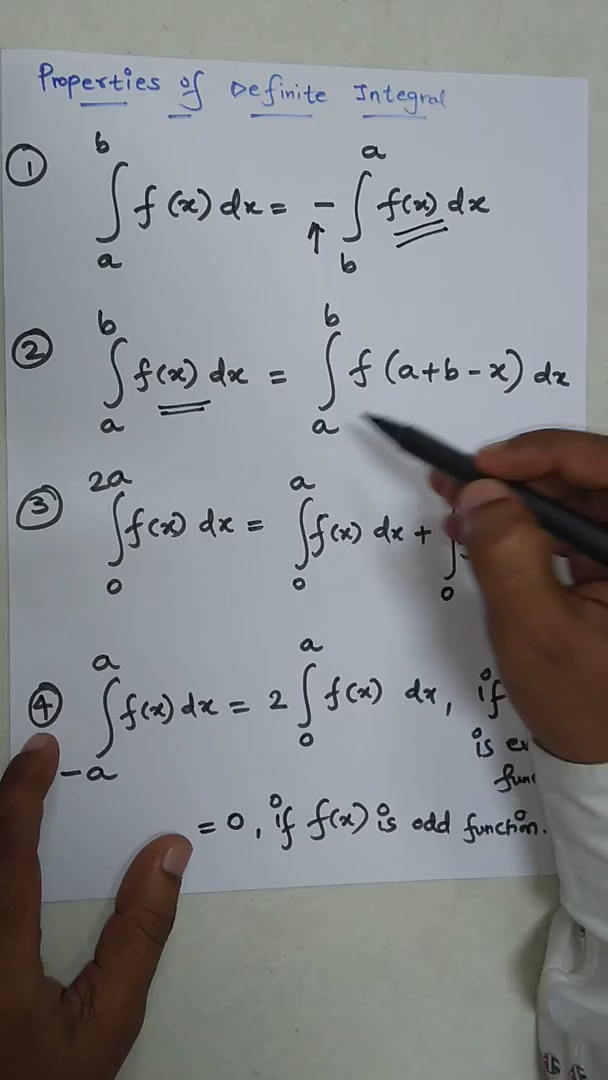 Properties of Definite Integral
① ∫_a^b f(x) dx = - ∫_b^a f(x) dx
② ∫_a^b f(x) dx = ∫_a^b f(a+b-x) dx
③ ∫_0^{2a} f(x) dx = ∫_0^a f(x) dx + ∫_0
④ ∫_{-a}^a f(x) dx = 2 ∫_0^a f(x) dx, if
is
= 0, if f(x) is odd function.